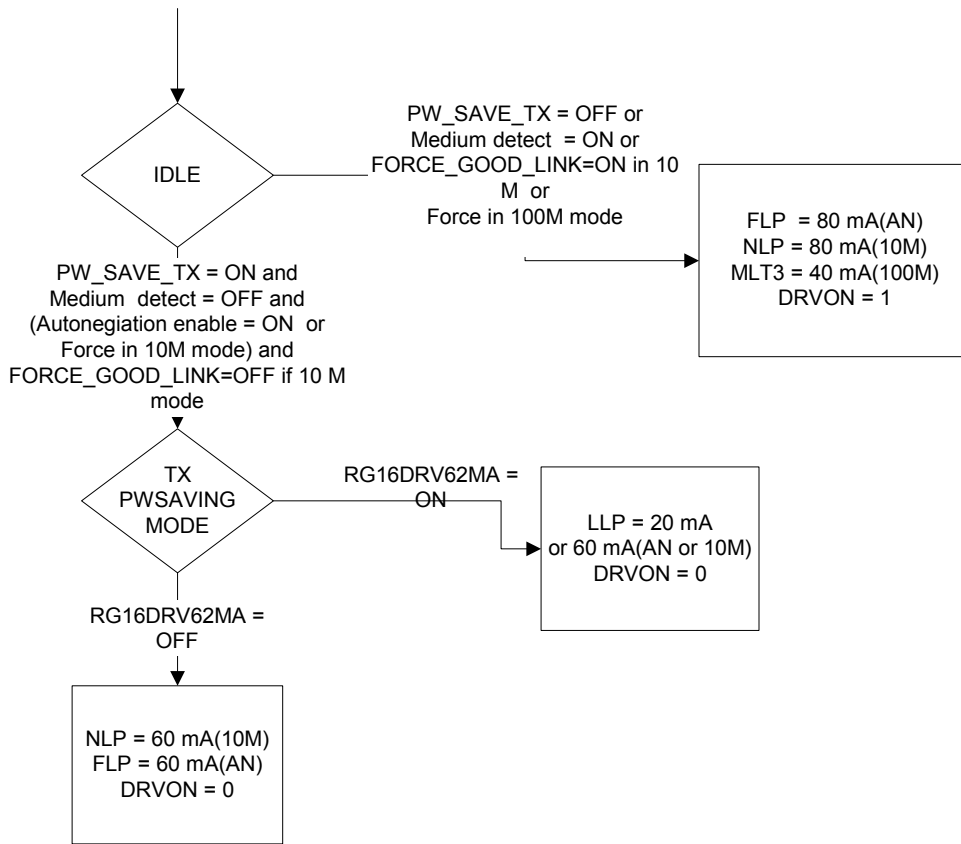 IDLE
PW_SAVE_TX = OFF or
Medium detect = ON or
FORCE_GOOD_LINK=ON in 10
M or
Force in 100M mode
FLP = 80 mA(AN)
NLP = 80 mA(10M)
MLT3 = 40 mA(100M)
DRVON = 1
PW_SAVE_TX = ON and
Medium detect = OFF and
(Autonegiation enable = ON or
Force in 10M mode) and
FORCE_GOOD_LINK=OFF if 10 M
mode
TX
PWSAVING
MODE
RG16DRV62MA =
ON
LLP = 20 mA
or 60 mA(AN or 10M)
DRVON = 0
RG16DRV62MA =
OFF
NLP = 60 mA(10M)
FLP = 60 mA(AN)
DRVON = 0